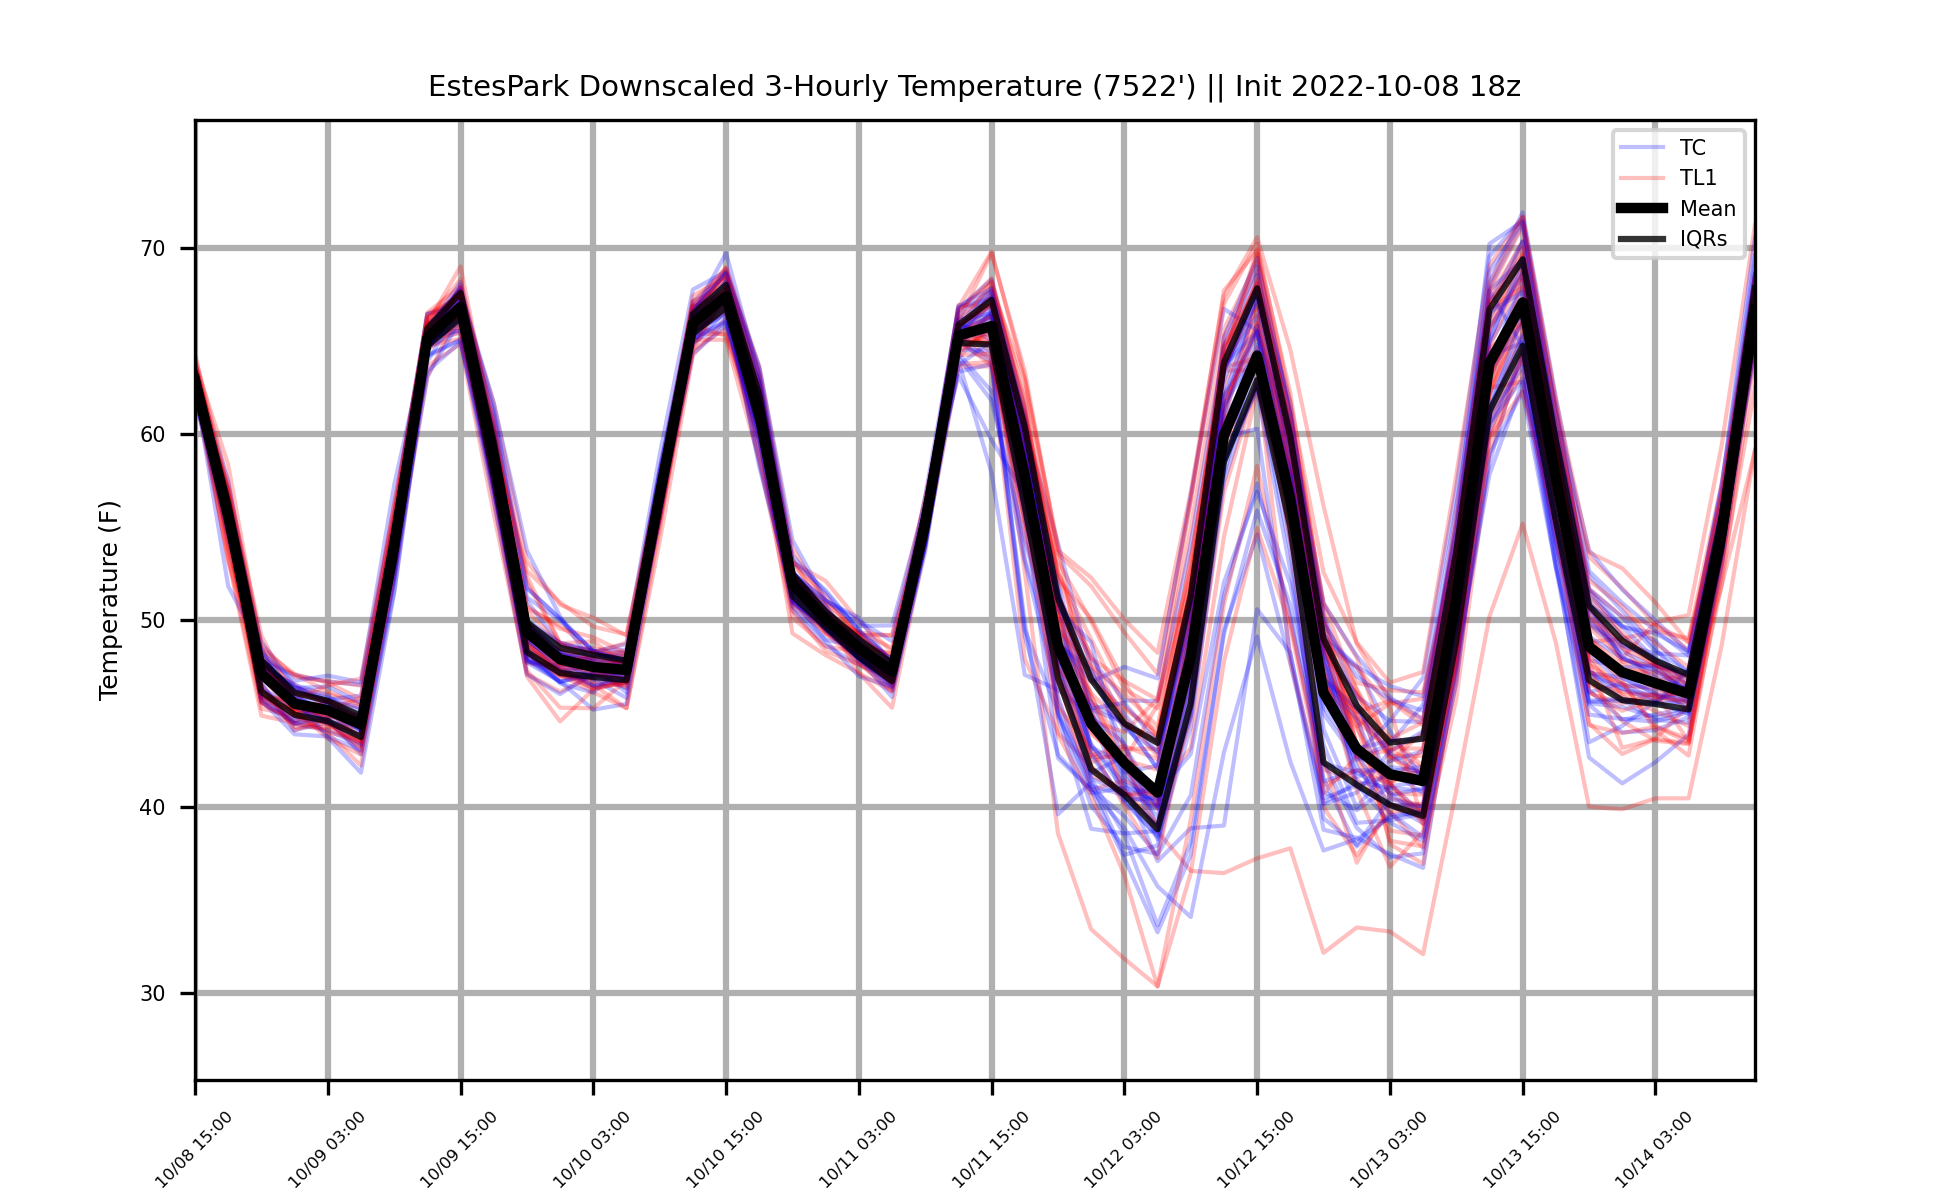 EstesPark Downscaled 3-Hourly Temperature (7522') || Init 2022-10-08 18z
TC
TL1
Mean
IQRs
Temperature (F)
70
60
50
40
30
10/08 15:00
10/09 03:00
10/09 15:00
10/10 03:00
10/10 15:00
10/11 03:00
10/11 15:00
10/12 03:00
10/12 15:00
10/13 03:00
10/13 15:00
10/14 03:00